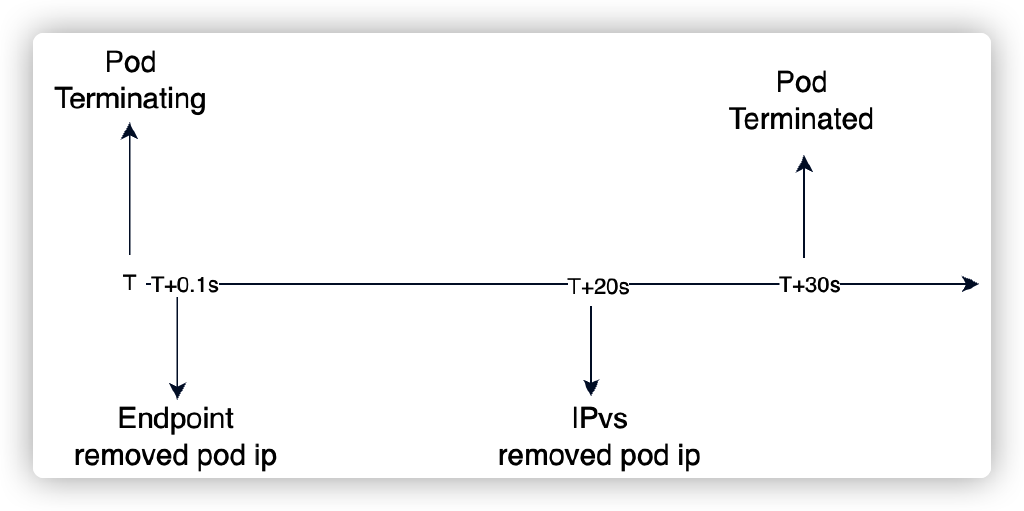 Pod
Terminating
Pod
Terminated
T
T+0.1s
T+20s
T+30s
Endpoint
removed pod ip
IPvs
removed pod ip